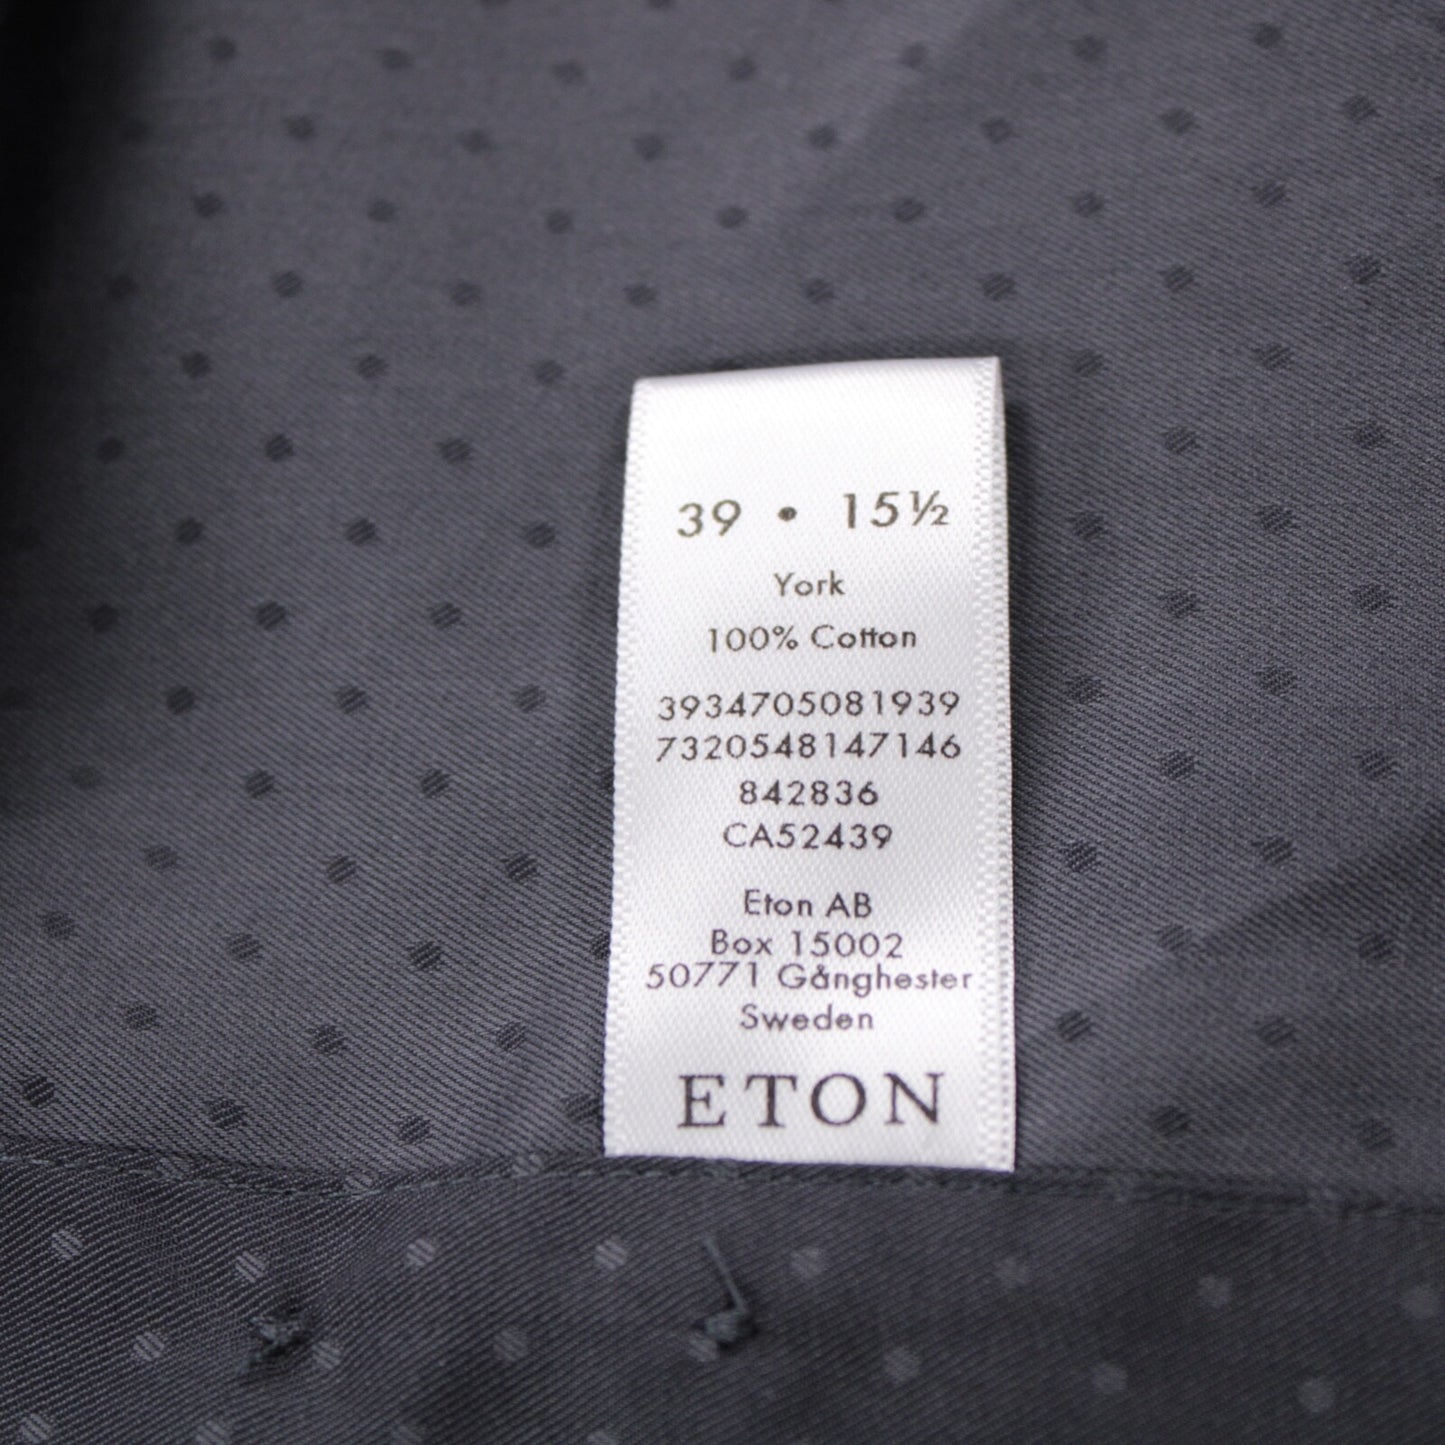 39 • 15½
York
100% Cotton
3934705081939
7320548147146
842836
CA52439
Eton AB
Box 15002
50771 Gånghester
Sweden
ETON